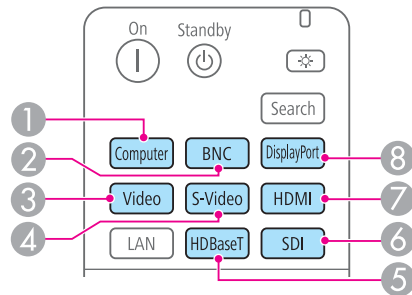 On Standby
Search
1 Computer BNC DisplayPort 8
2
3 Video S-Video HDMI 7
4 LAN HDBaseT SDI 6
5